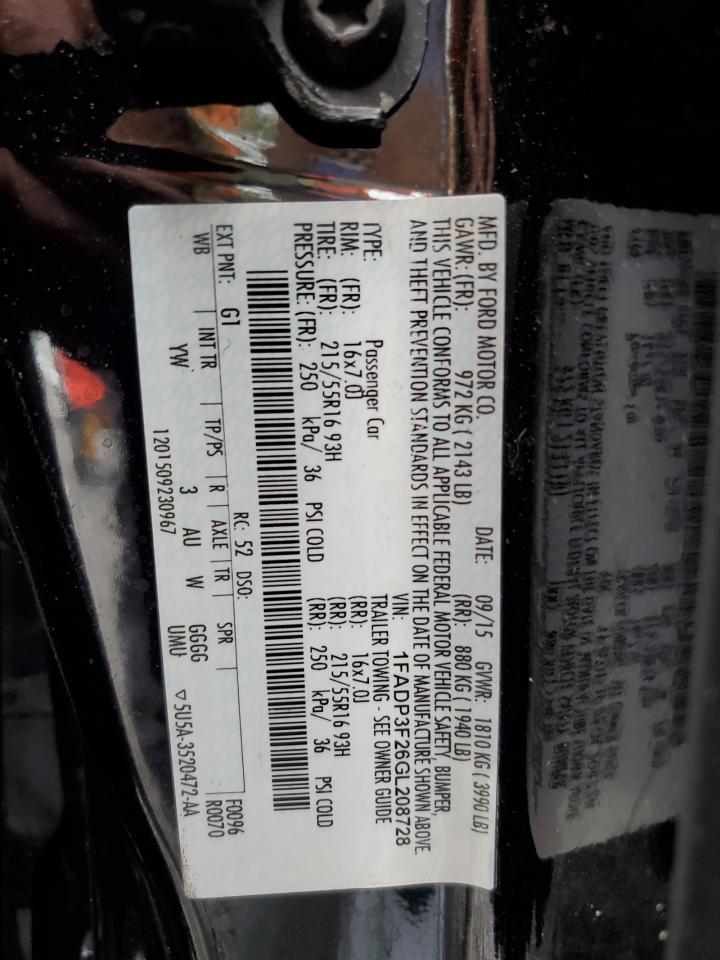 MFD. BY FORD MOTOR CO. DATE: 09/15 GVWR: 1810 KG ( 3990 LB)
GAWR: (FR): 972 KG ( 2143 LB) (RR): 880 KG ( 1940 LB)
THIS VEHICLE CONFORMS TO ALL APPLICABLE FEDERAL MOTOR VEHICLE SAFETY, BUMPER,
AND THEFT PREVENTION STANDARDS IN EFFECT ON THE DATE OF MANUFACTURE SHOWN ABOVE.
VIN: 1FADP3F26GL208728
TYPE: Passenger Car TRAILER TOWING - SEE OWNER GUIDE
RIM: (FR): 16x7.0J (RR): 16x7.0J
TIRE: (FR): 215/55R16 93H (RR): 215/55R16 93H
PRESSURE: (FR): 250 kPa/ 36 PSI COLD (RR): 250 kPa/ 36 PSI COLD
RC: 52 DSO: F0096
EXT PNT: G1 R0070
WB INT TR TP/PS R AXLE TR SPR
YW 3 AU W GGGG ▽5U5A-3520472-AA
UMU
1201509230967